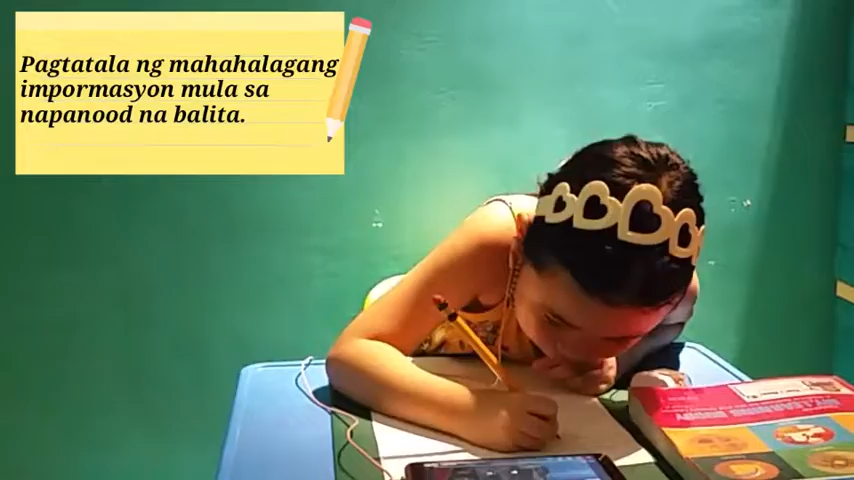 Pagtatala ng mahahalagang
impormasyon mula sa
napanood na balita.